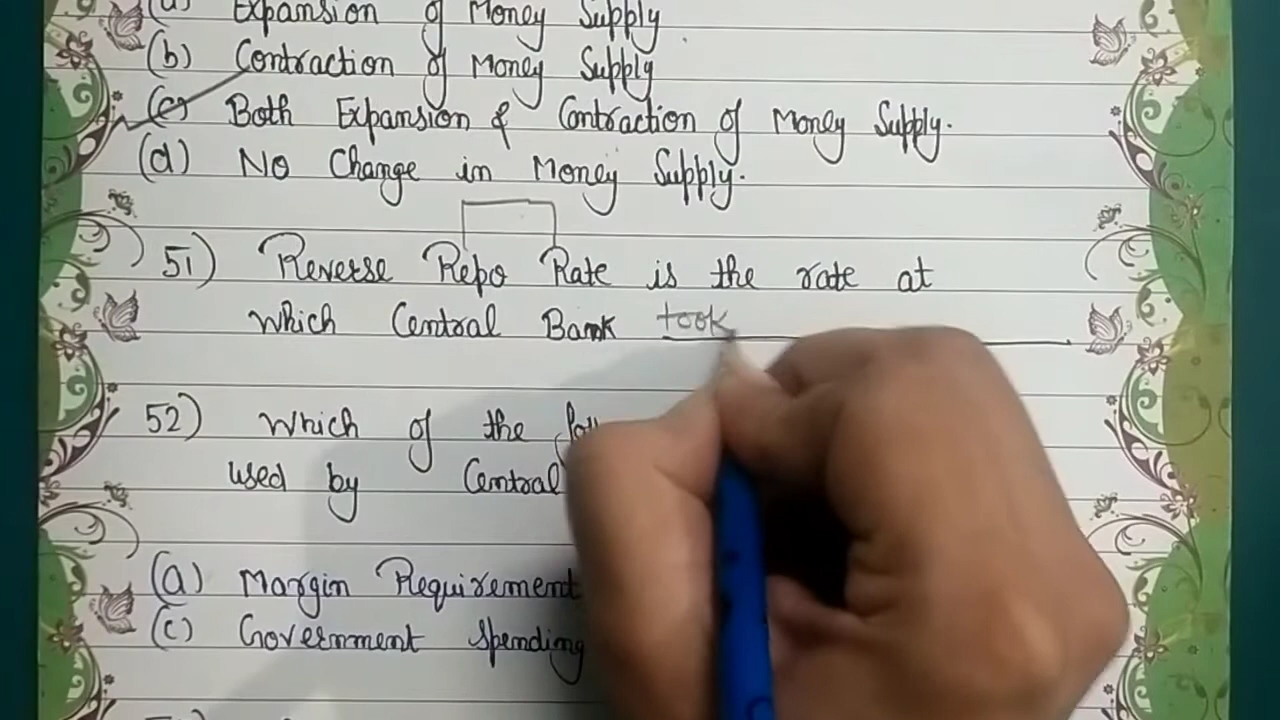 Expansion of Money Supply
(b) Contraction of Money Supply
(c) Both Expansion & Contraction of Money Supply.
(d) No Change in Money Supply.
51) Reverse Repo Rate is the rate at
which Central Bank took
52) Which of the
used by Central
(a) Margin Requirement
(c) Government Spending